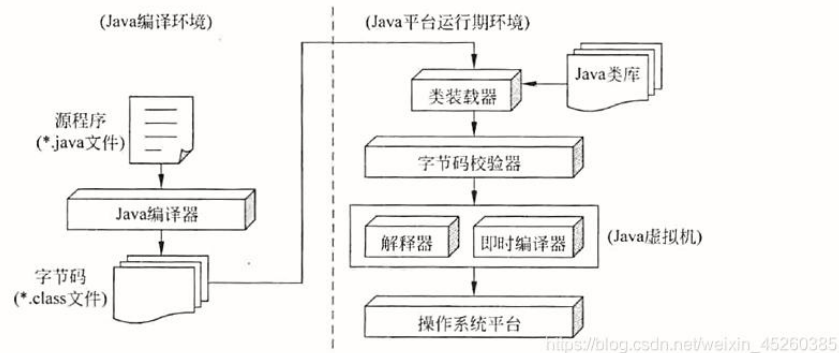 (Java编译环境)
(Java平台运行期环境)
Java类库
类装载器
源程序
(*.java文件)
字节码校验器
Java编译器
解释器
即时编译器
(Java虚拟机)
字节码
(*.class文件)
操作系统平台
https://blog.csdn.net/weixin_45260385